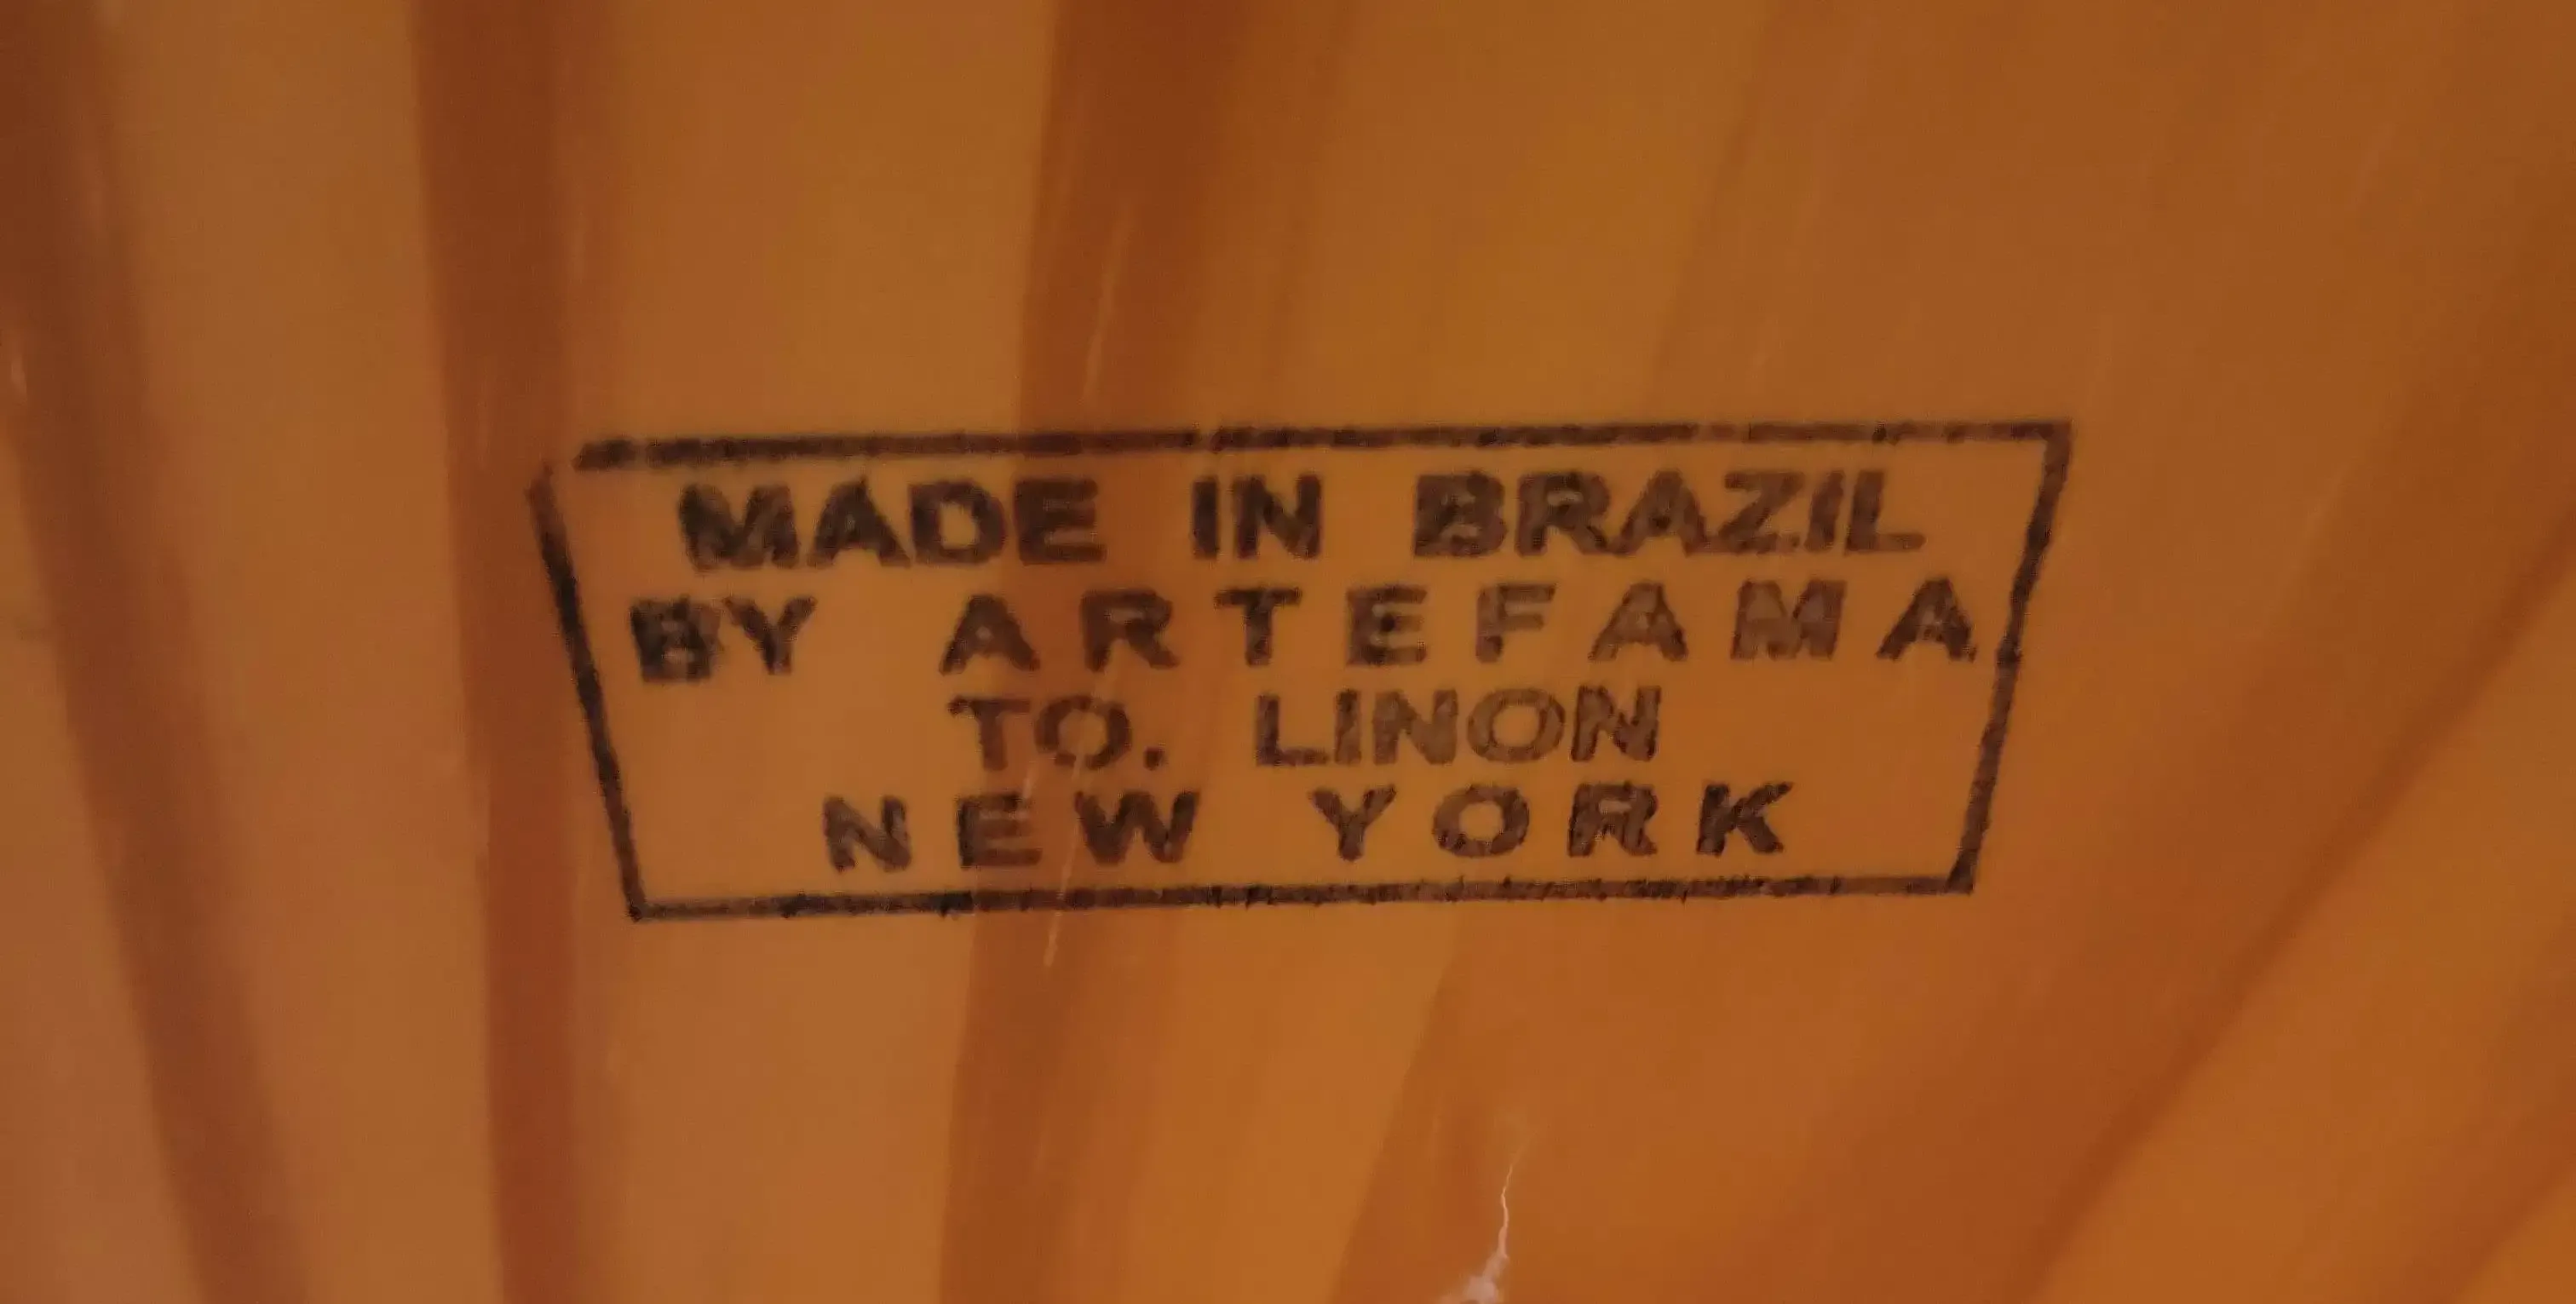 MADE IN BRAZIL
BY ARTEFAMA
TO. LINON
NEW YORK